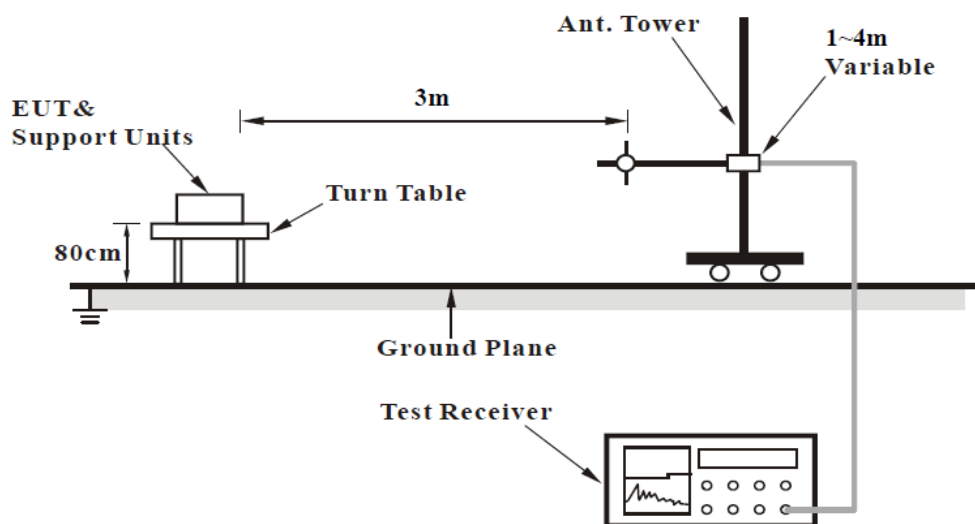 Ant. Tower
1~4m
Variable
3m
EUT&
Support Units
Turn Table
80cm
Ground Plane
Test Receiver